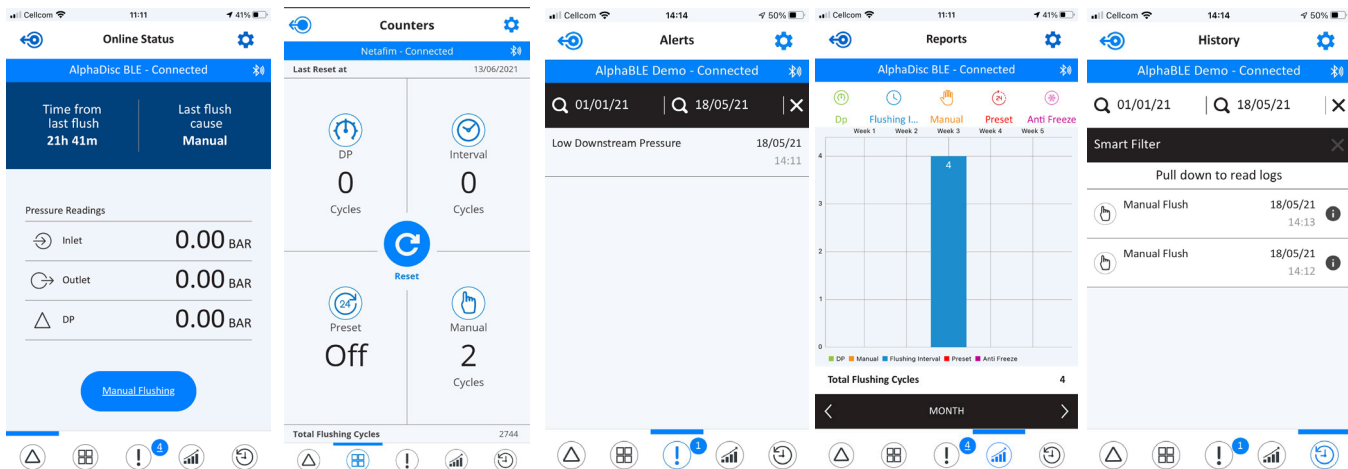 Cellcom 11:11 41%
Online Status
AlphaDisc BLE - Connected
Time from
last flush
21h 41m
Last flush
cause
Manual
Pressure Readings
Inlet 0.00 BAR
Outlet 0.00 BAR
DP 0.00 BAR
Manual Flushing
4
Counters
Netafim - Connected
Last Reset at 13/06/2021
DP
0
Cycles
Interval
0
Cycles
Reset
24
Preset
Off
Manual
2
Cycles
Total Flushing Cycles 2744
Cellcom 14:14 50%
Alerts
AlphaBLE Demo - Connected
01/01/21 18/05/21
Low Downstream Pressure 18/05/21
14:11
1
Cellcom 11:11 41%
Reports
AlphaDisc BLE - Connected
24
Dp Flushing I... Manual Preset Anti Freeze
Week 1 Week 2 Week 3 Week 4 Week 5
4
4
3
2
1
0
DP Manual Flushing Interval Preset Anti Freeze
Total Flushing Cycles 4
MONTH
4
Cellcom 14:14 50%
History
AlphaBLE Demo - Connected
01/01/21 18/05/21
Smart Filter
Pull down to read logs
Manual Flush 18/05/21
14:13
Manual Flush 18/05/21
14:12
1